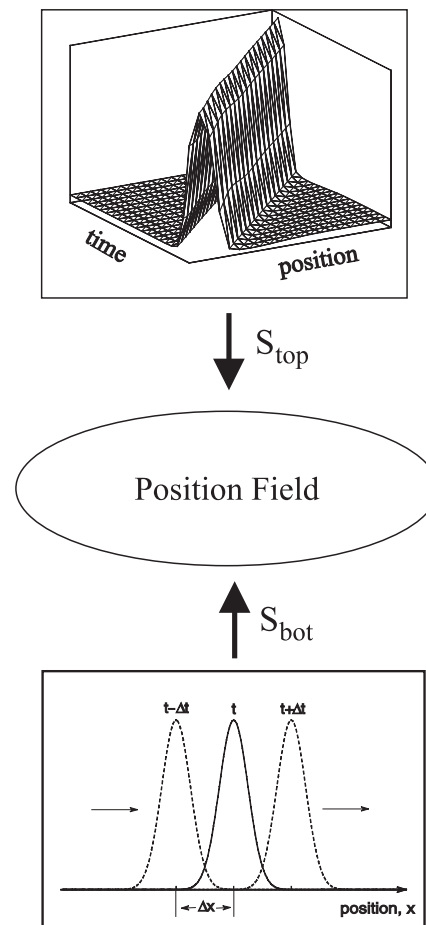 time
position
S_top
Position Field
S_bot
t−Δt t t+Δt
Δx
position, x